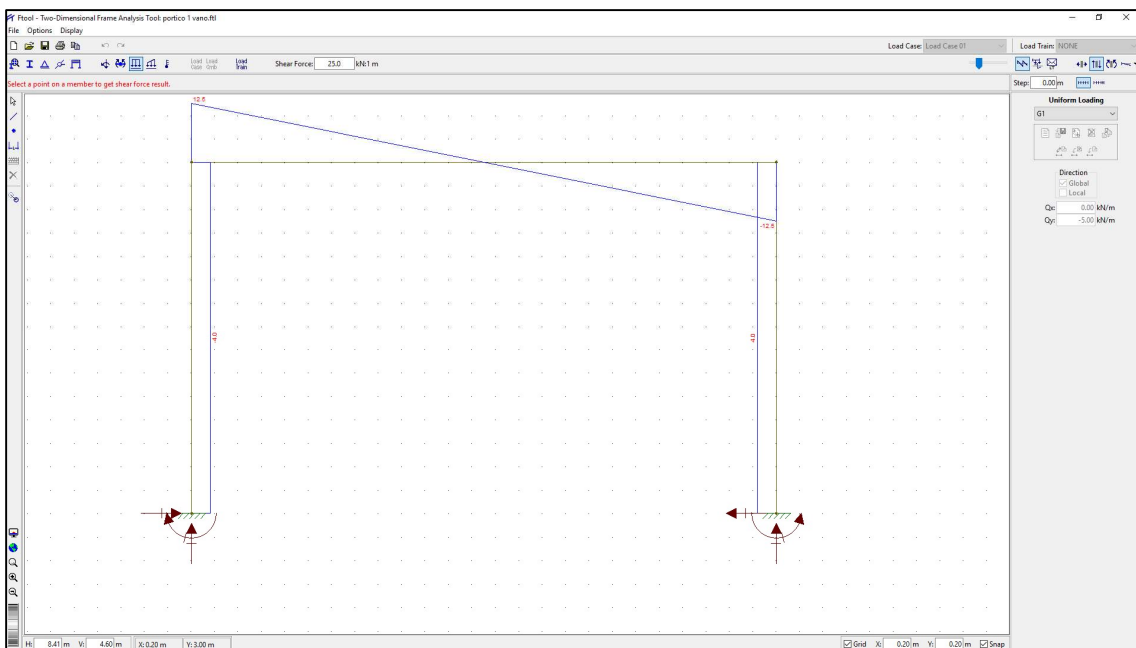 Ftool - Two-Dimensional Frame Analysis Tool: portico 1 vano.ftl
File Options Display
Load Case: Load Case 01 Load Train: NONE
Load Case Load Cmb Load Train Shear Force: 25.0 kN:1 m
Select a point on a member to get shear force result.
Step: 0.00 m
Uniform Loading
G1
Direction
Global
Local
Qx: 0.00 kN/m
Qy: -5.00 kN/m
12.5
-12.5
-4.0
-4.0
H: 8.41 m V: 4.60 m X: 0.20 m Y: 3.00 m Grid X: 0.20 m Y: 0.20 m Snap